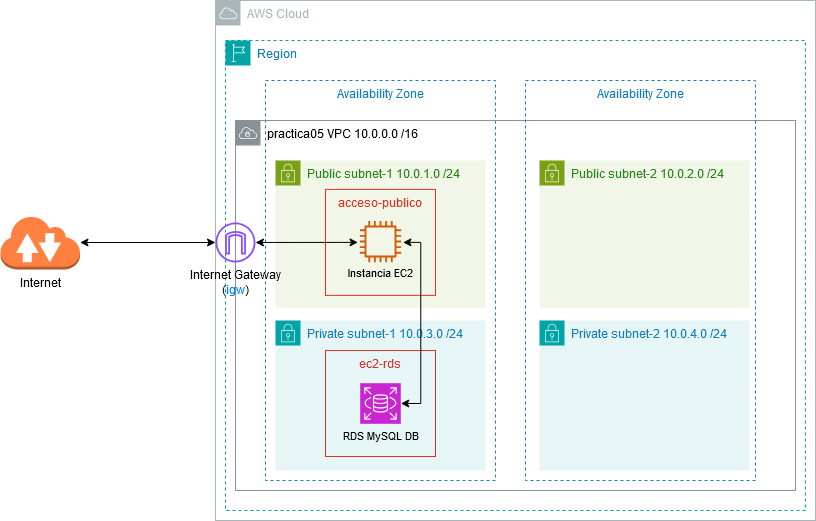 AWS Cloud
Region
Availability Zone
Availability Zone
practica05 VPC 10.0.0.0 /16
Public subnet-1 10.0.1.0 /24
Public subnet-2 10.0.2.0 /24
acceso-publico
Instancia EC2
Internet
Internet Gateway
(igw)
Private subnet-1 10.0.3.0 /24
Private subnet-2 10.0.4.0 /24
ec2-rds
RDS MySQL DB